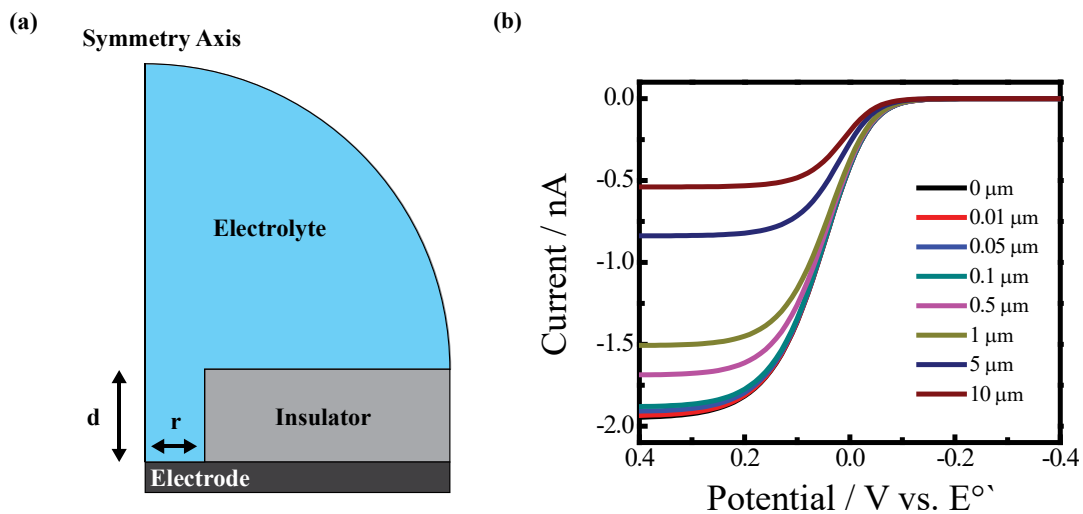 (a)
Symmetry Axis
Electrolyte
d
r
Insulator
Electrode
(b)
Current / nA
0.0
-0.5
-1.0
-1.5
-2.0
0 µm
0.01 µm
0.05 µm
0.1 µm
0.5 µm
1 µm
5 µm
10 µm
0.4 0.2 0.0 -0.2 -0.4
Potential / V vs. E°`